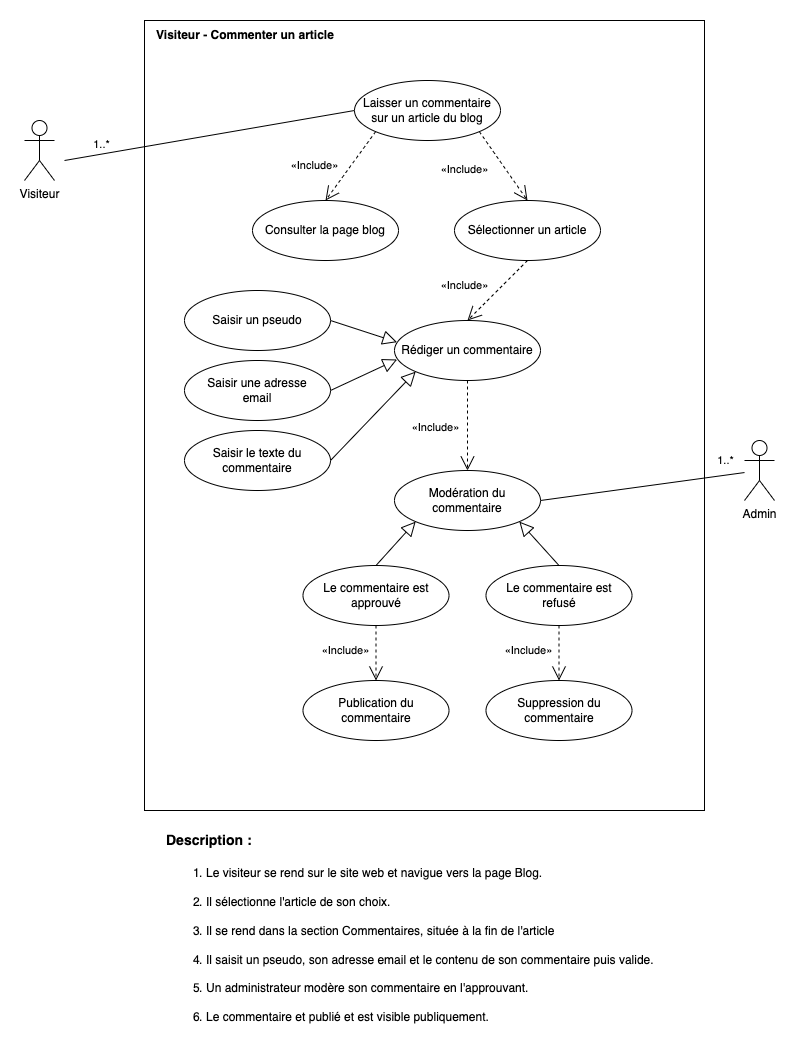 Visiteur - Commenter un article
Laisser un commentaire
sur un article du blog
1..*
Visiteur
«Include»
«Include»
Consulter la page blog
Sélectionner un article
«Include»
Saisir un pseudo
Rédiger un commentaire
Saisir une adresse
email
«Include»
Saisir le texte du
commentaire
1..*
Admin
Modération du
commentaire
Le commentaire est
approuvé
Le commentaire est
refusé
«Include»
«Include»
Publication du
commentaire
Suppression du
commentaire
Description :
1. Le visiteur se rend sur le site web et navigue vers la page Blog.
2. Il sélectionne l'article de son choix.
3. Il se rend dans la section Commentaires, située à la fin de l'article
4. Il saisit un pseudo, son adresse email et le contenu de son commentaire puis valide.
5. Un administrateur modère son commentaire en l'approuvant.
6. Le commentaire et publié et est visible publiquement.